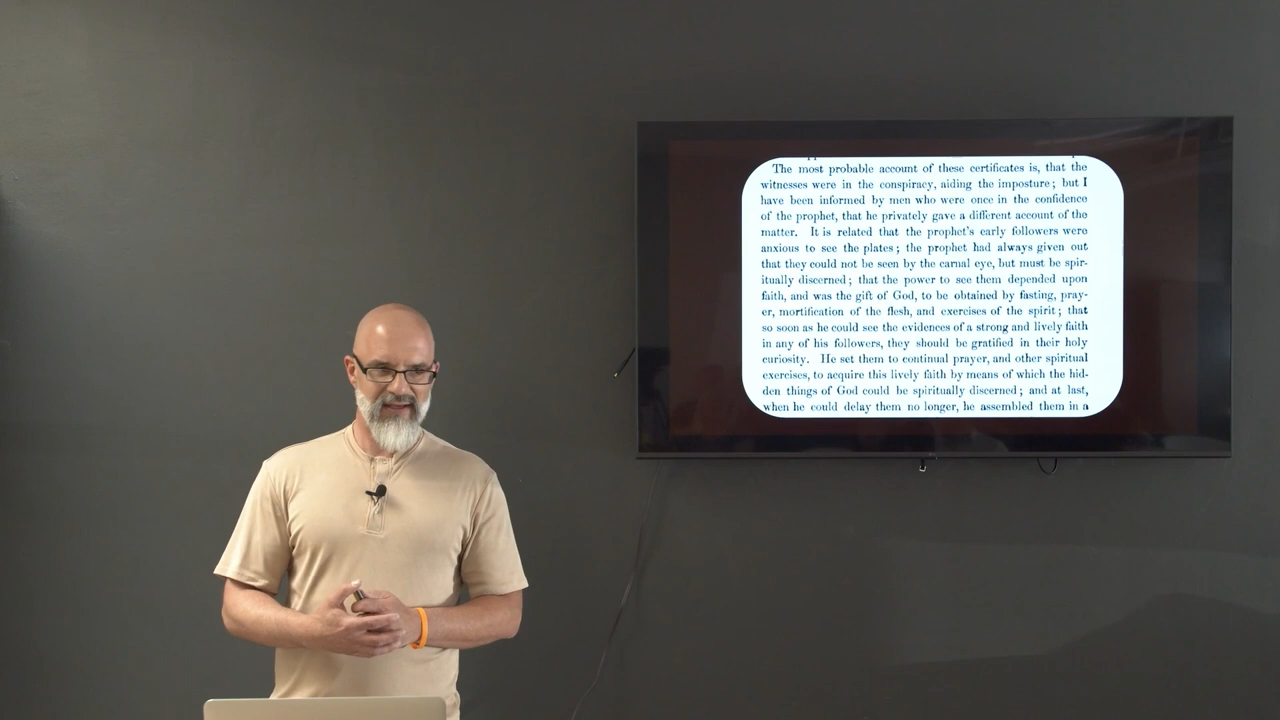 The most probable account of these certificates is, that the
witnesses were in the conspiracy, aiding the imposture; but I
have been informed by men who were once in the confidence
of the prophet, that he privately gave a different account of the
matter. It is related that the prophet's early followers were
anxious to see the plates; the prophet had always given out
that they could not be seen by the carnal eye, but must be spir-
itually discerned; that the power to see them depended upon
faith, and was the gift of God, to be obtained by fasting, pray-
er, mortification of the flesh, and exercises of the spirit; that
so soon as he could see the evidences of a strong and lively faith
in any of his followers, they should be gratified in their holy
curiosity. He set them to continual prayer, and other spiritual
exercises, to acquire this lively faith by means of which the hid-
den things of God could be spiritually discerned; and at last,
when he could delay them no longer, he assembled them in a